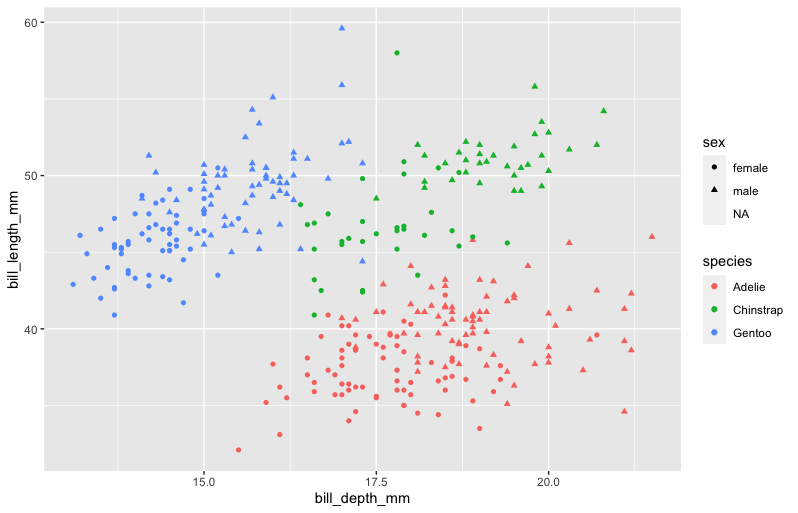 60
50
40
bill_length_mm
15.0
17.5
20.0
bill_depth_mm
sex
female
male
NA
species
Adelie
Chinstrap
Gentoo